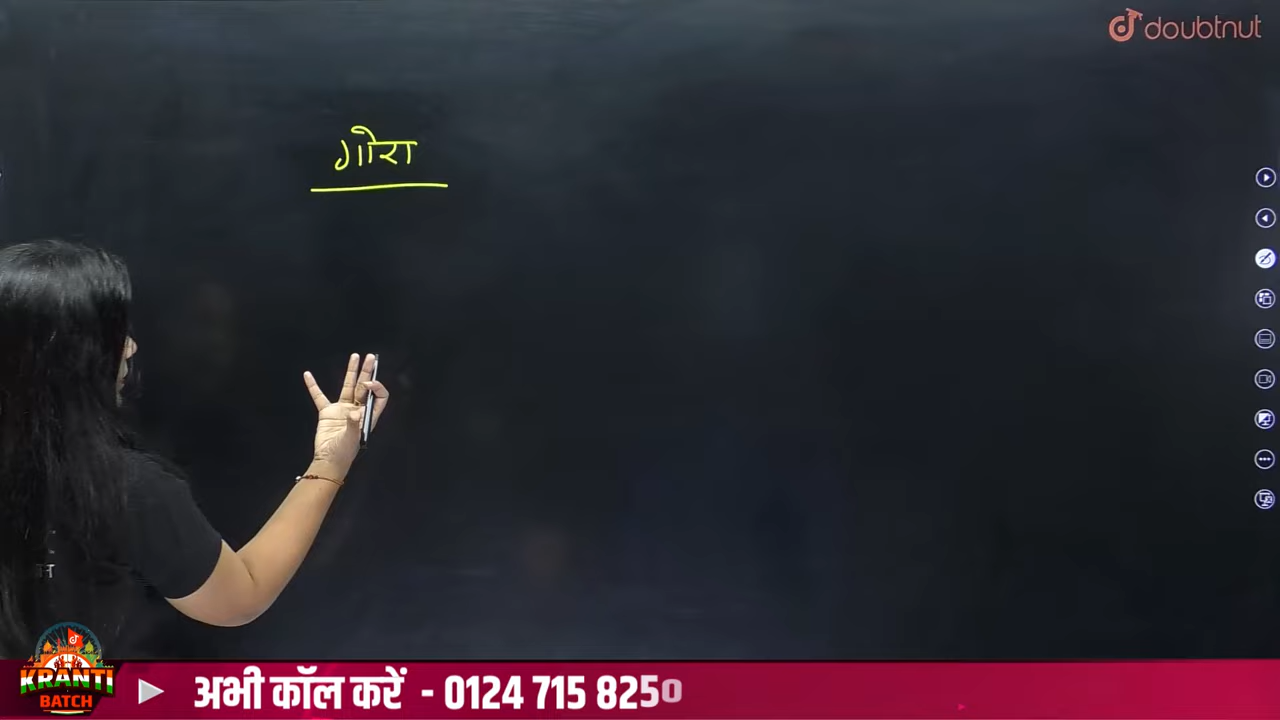 doubtnut
गोरा
म
KRANTI
BATCH
अभी कॉल करें - 0124 715 8250